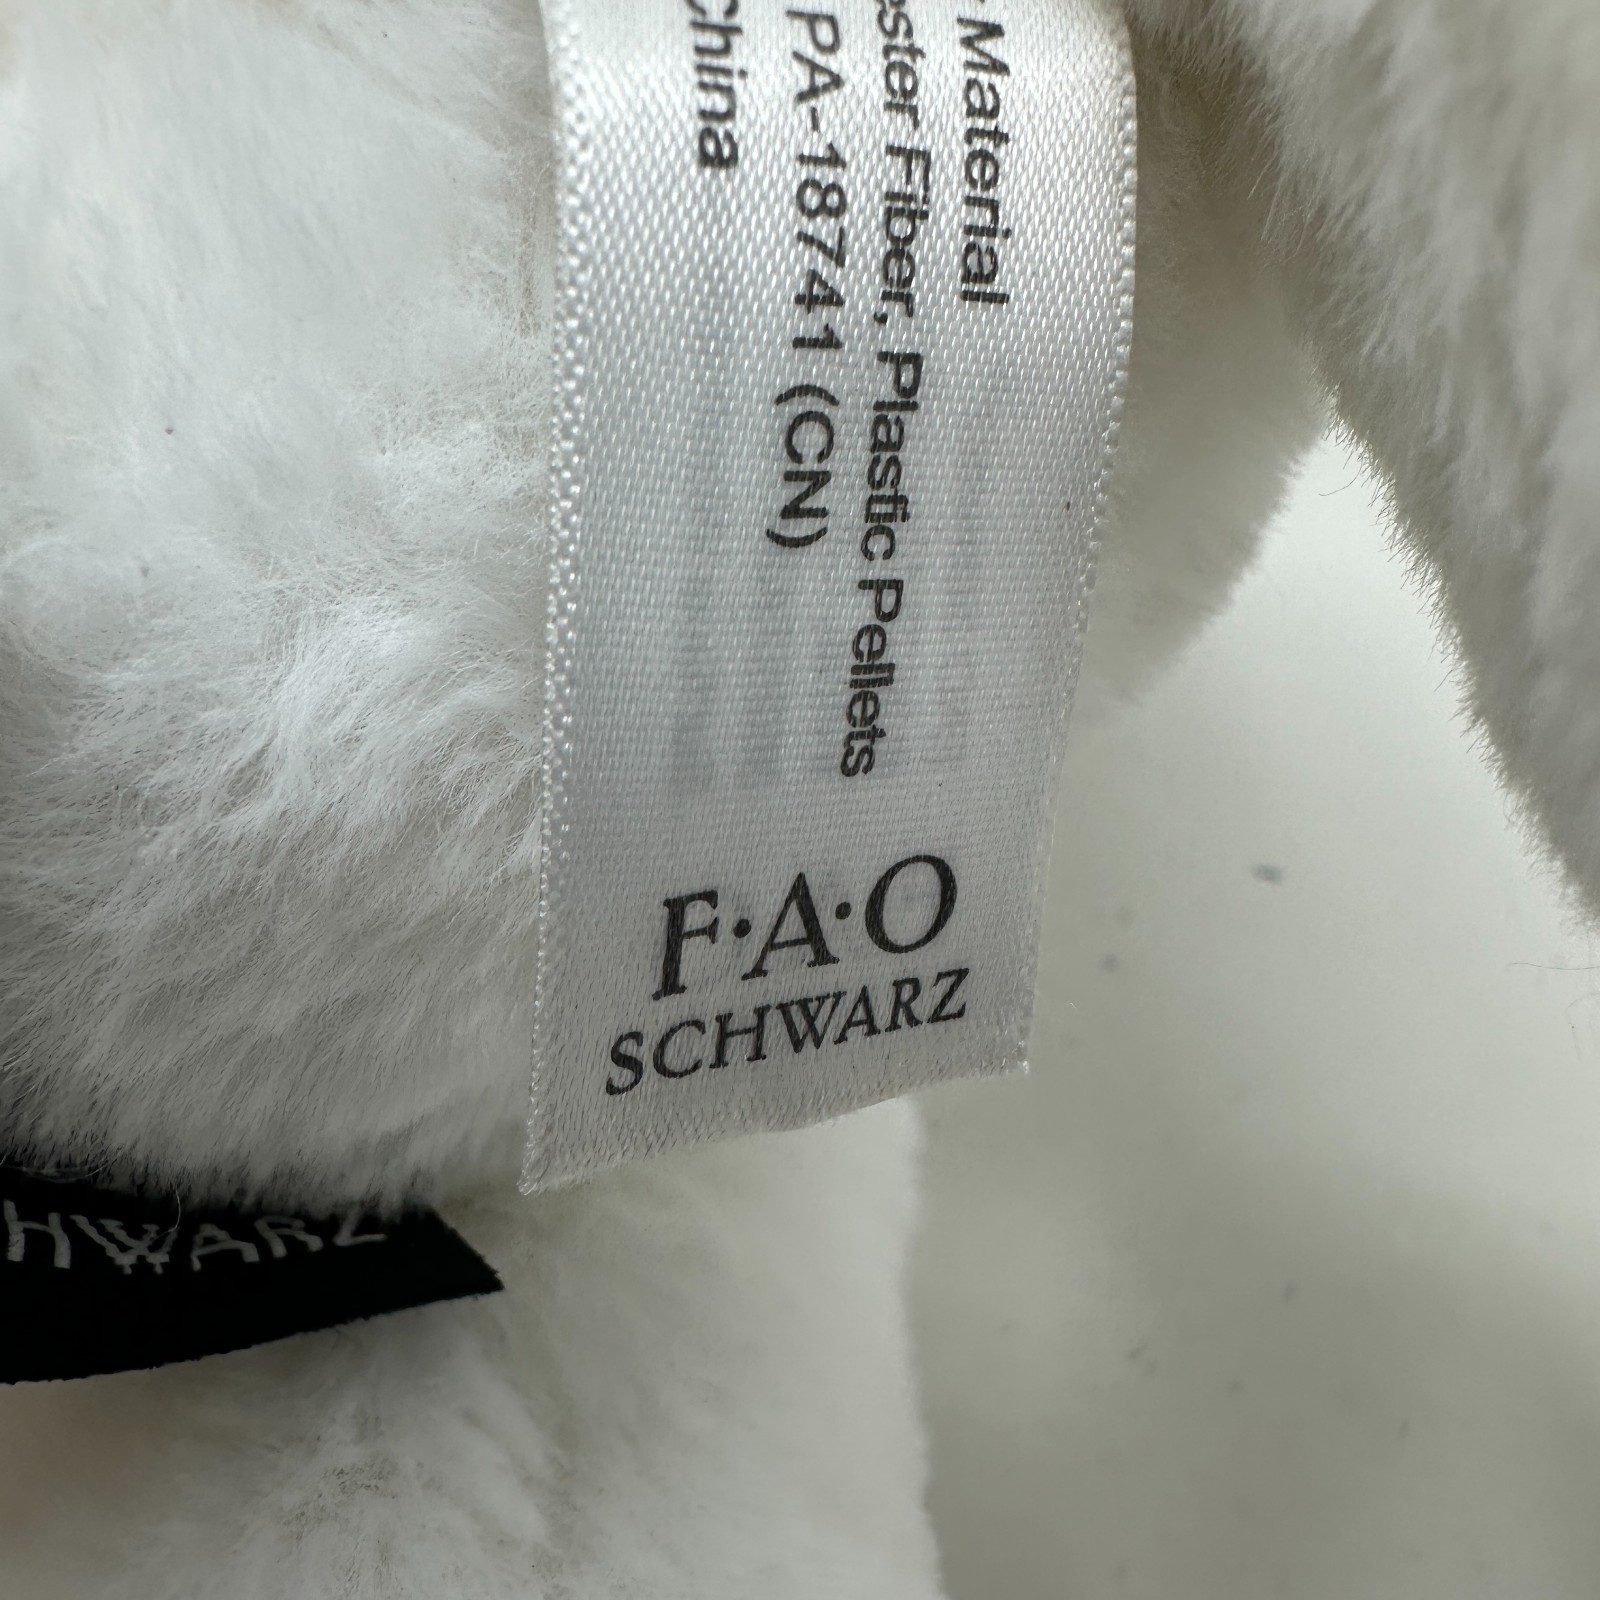 Material
ester Fiber, Plastic Pellets
PA-18741 (CN)
China
F·A·O
SCHWARZ
HWARZ